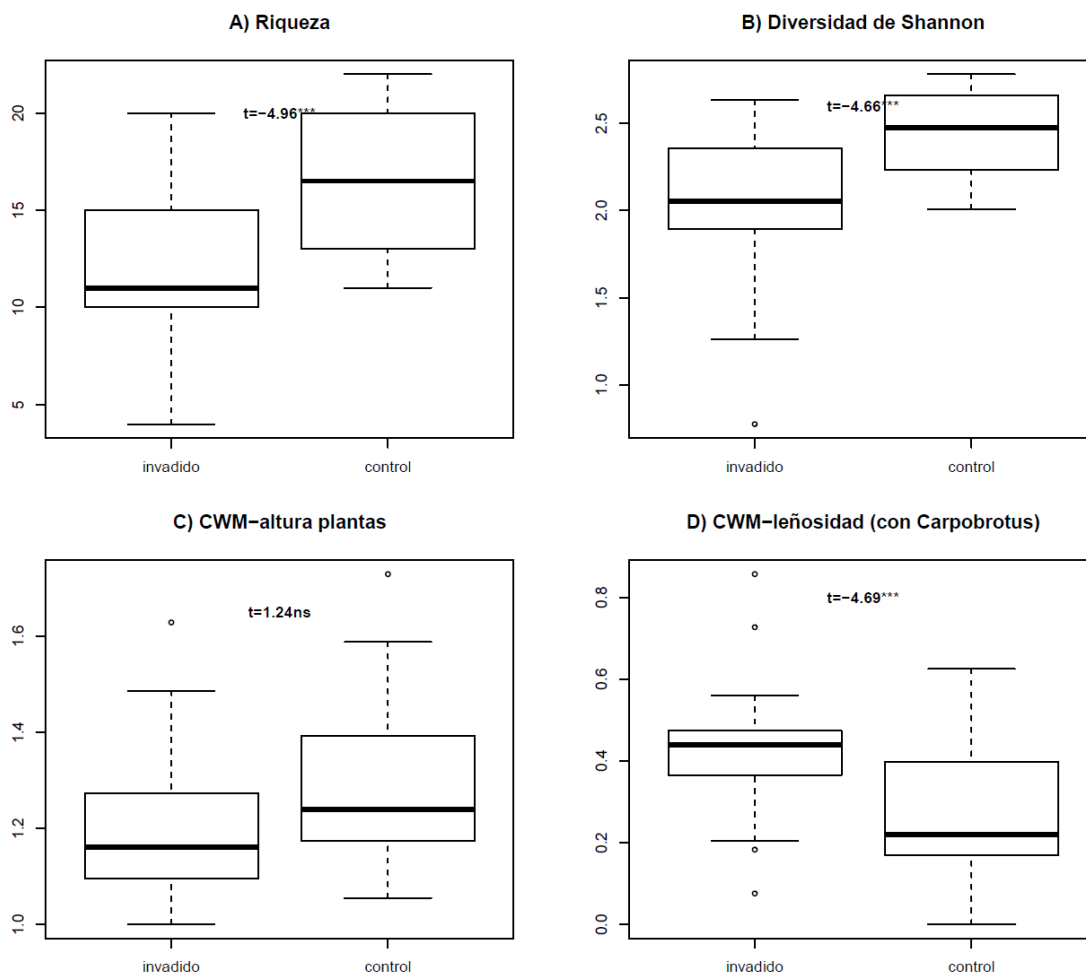 A) Riqueza
t=−4.96***
20
15
10
5
invadido
control
B) Diversidad de Shannon
t=−4.66***
2.5
2.0
1.5
1.0
invadido
control
C) CWM−altura plantas
t=1.24ns
1.6
1.4
1.2
1.0
invadido
control
D) CWM−leñosidad (con Carpobrotus)
t=−4.69***
0.8
0.6
0.4
0.2
0.0
invadido
control